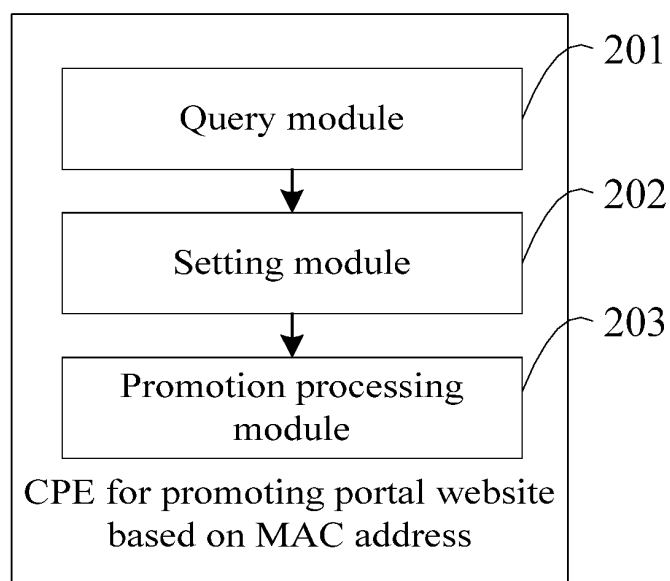 201
Query module
202
Setting module
203
Promotion processing
module
CPE for promoting portal website
based on MAC address